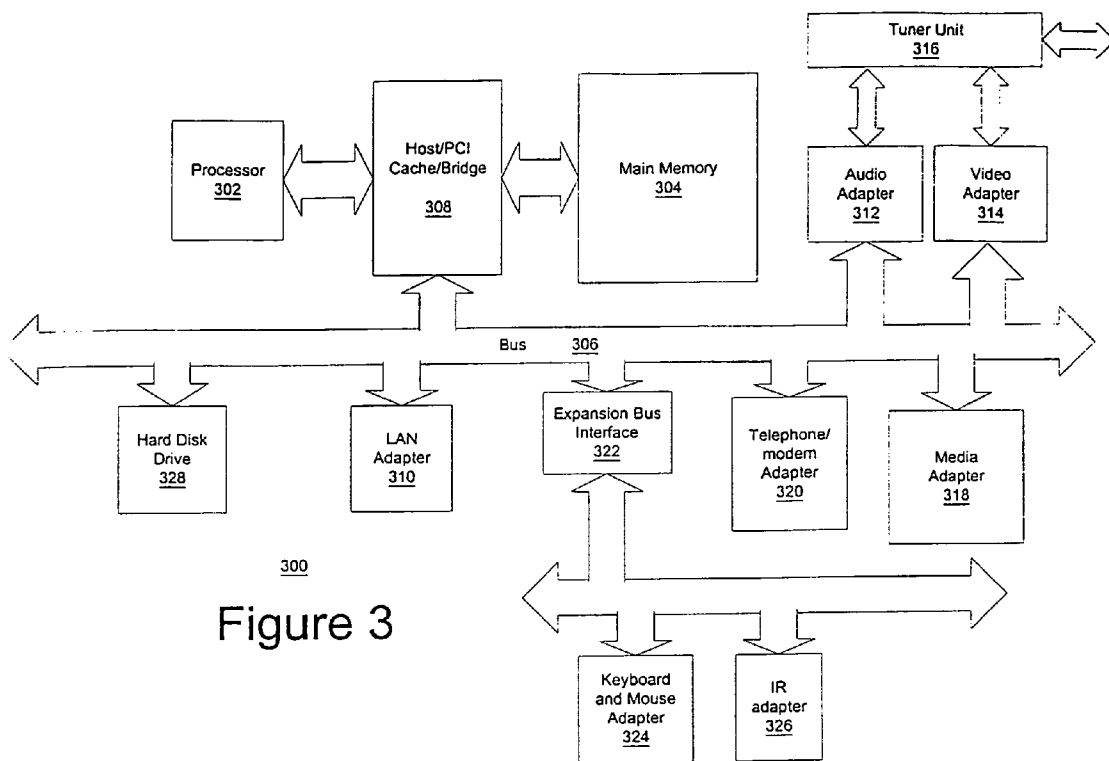 Tuner Unit
316
Processor
302
Host/PCI
Cache/Bridge
308
Main Memory
304
Audio
Adapter
312
Video
Adapter
314
Bus 306
Hard Disk
Drive
328
LAN
Adapter
310
Expansion Bus
Interface
322
Telephone/
modem
Adapter
320
Media
Adapter
318
300
Figure 3
Keyboard
and Mouse
Adapter
324
IR
adapter
326